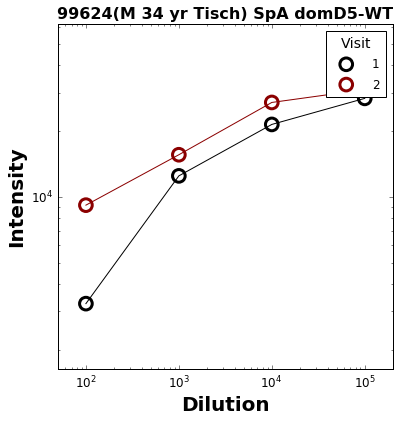 99624(M 34 yr Tisch) SpA domD5-WT
Visit
1
2
Intensity
10^4
10^2 10^3 10^4 10^5
Dilution